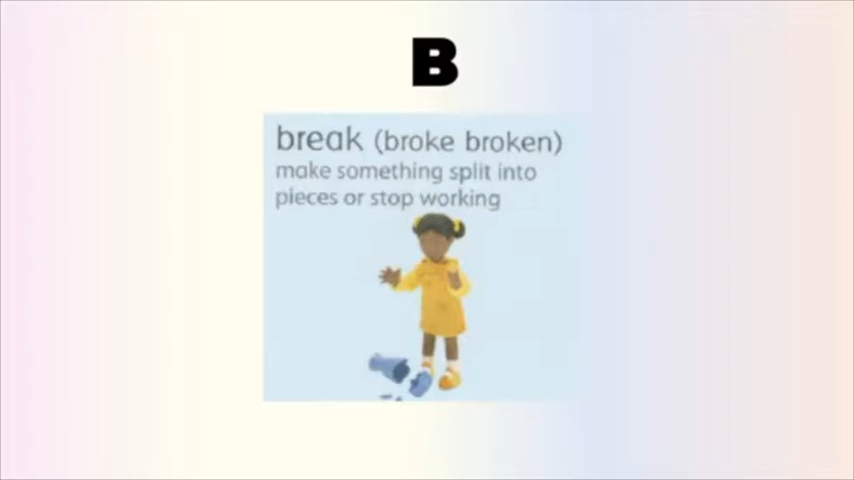 B
break (broke broken)
make something split into
pieces or stop working